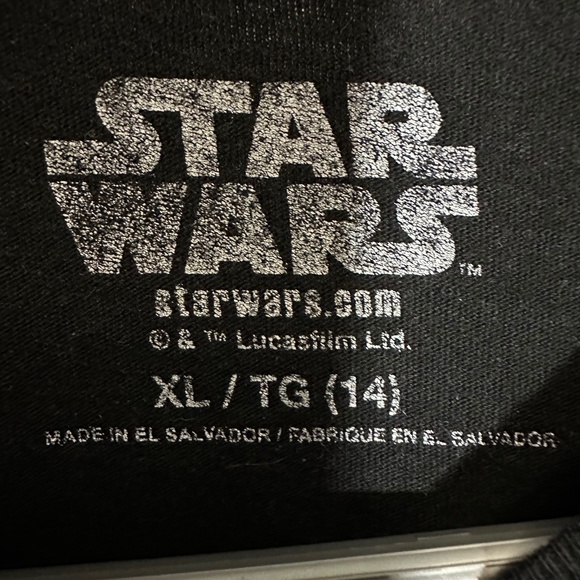 STAR
WARS™
starwars.com
© & ™ Lucasfilm Ltd.
XL / TG (14)
MADE IN EL SALVADOR / FABRIQUE EN EL SALVADOR